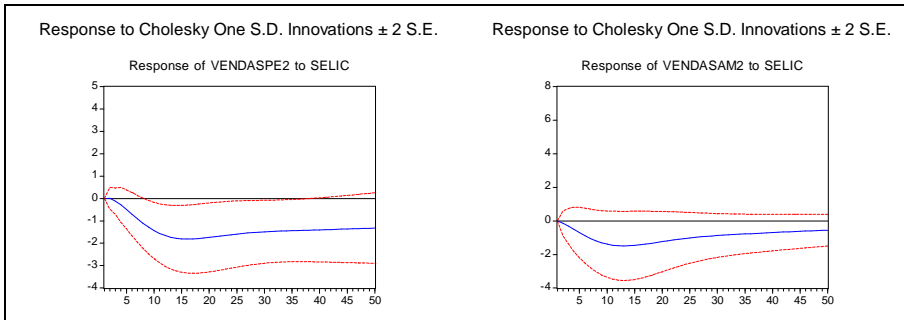 Response to Cholesky One S.D. Innovations ± 2 S.E.
Response of VENDASPE2 to SELIC
5
4
3
2
1
0
-1
-2
-3
-4
5 10 15 20 25 30 35 40 45 50
Response to Cholesky One S.D. Innovations ± 2 S.E.
Response of VENDASAM2 to SELIC
8
6
4
2
0
-2
-4
5 10 15 20 25 30 35 40 45 50